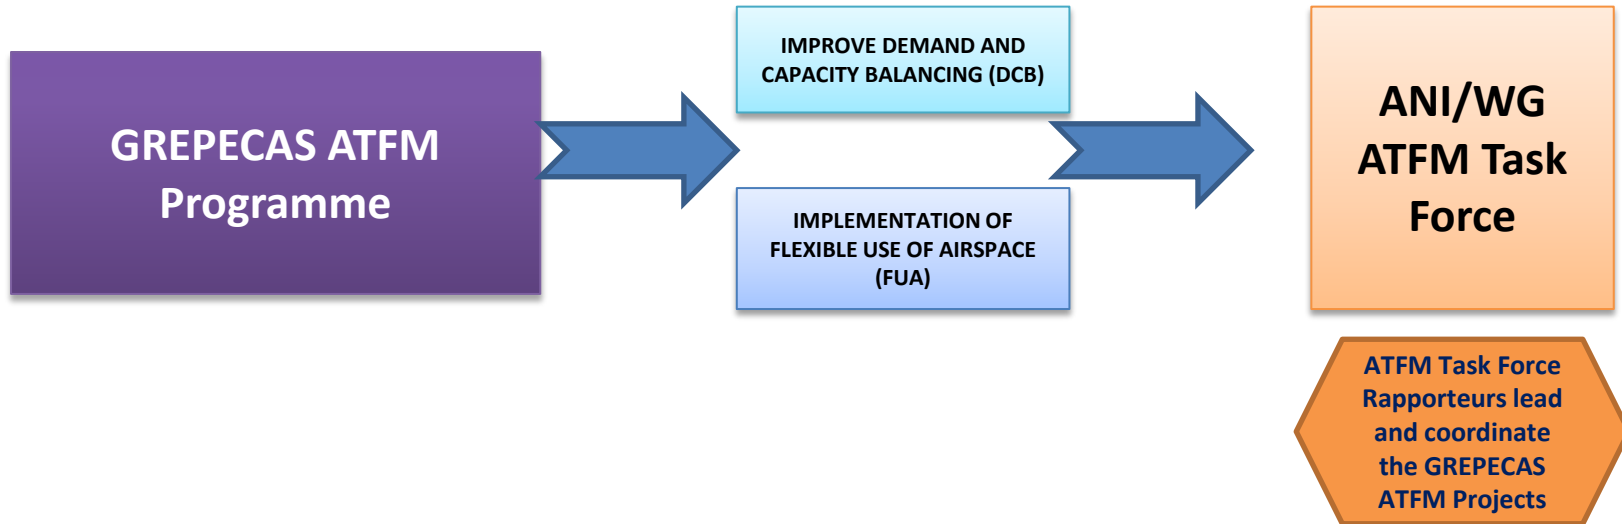 GREPECAS ATFM
Programme
IMPROVE DEMAND AND
CAPACITY BALANCING (DCB)
IMPLEMENTATION OF
FLEXIBLE USE OF AIRSPACE
(FUA)
ANI/WG
ATFM Task
Force
ATFM Task Force
Rapporteurs lead
and coordinate
the GREPECAS
ATFM Projects